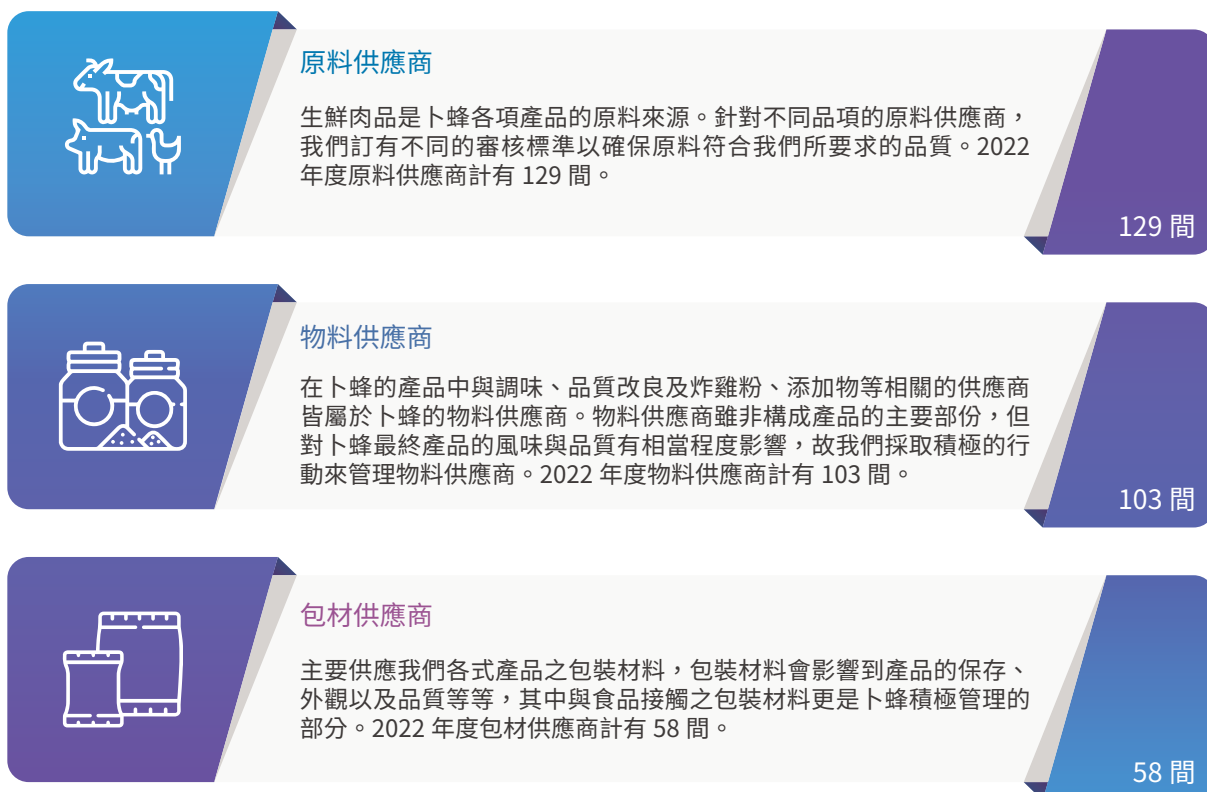 原料供應商
生鮮肉品是卜蜂各項產品的原料來源。針對不同品項的原料供應商，
我們訂有不同的審核標準以確保原料符合我們所要求的品質。2022
年度原料供應商計有 129 間。
129 間
物料供應商
在卜蜂的產品中與調味、品質改良及炸雞粉、添加物等相關的供應商
皆屬於卜蜂的物料供應商。物料供應商雖非構成產品的主要部份，但
對卜蜂最終產品的風味與品質有相當程度影響，故我們採取積極的行
動來管理物料供應商。2022 年度物料供應商計有 103 間。
103 間
包材供應商
主要供應我們各式產品之包裝材料，包裝材料會影響到產品的保存、
外觀以及品質等等，其中與食品接觸之包裝材料更是卜蜂積極管理的
部分。2022 年度包材供應商計有 58 間。
58 間